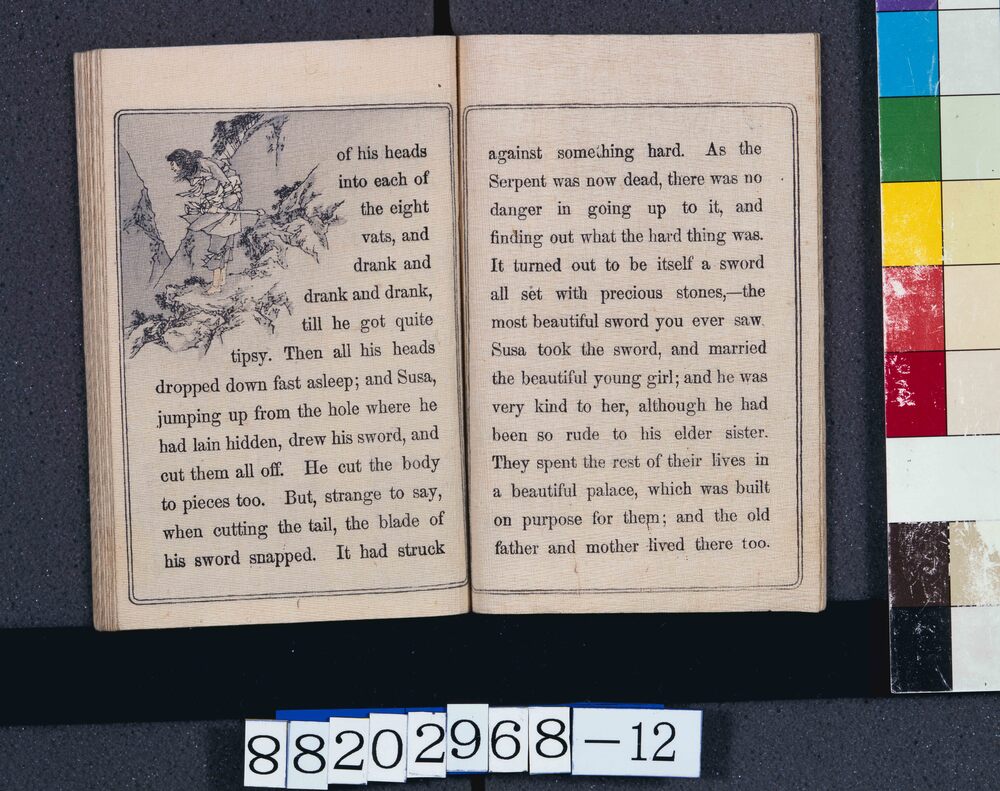 of his heads
into each of
the eight
vats, and
drank and
drank and drank,
till he got quite
tipsy. Then all his heads
dropped down fast asleep; and Susa,
jumping up from the hole where he
had lain hidden, drew his sword, and
cut them all off. He cut the body
to pieces too. But, strange to say,
when cutting the tail, the blade of
his sword snapped. It had struck
against something hard. As the
Serpent was now dead, there was no
danger in going up to it, and
finding out what the hard thing was.
It turned out to be itself a sword
all set with precious stones,—the
most beautiful sword you ever saw.
Susa took the sword, and married
the beautiful young girl; and he was
very kind to her, although he had
been so rude to his elder sister.
They spent the rest of their lives in
a beautiful palace, which was built
on purpose for them; and the old
father and mother lived there too.
88202968-12